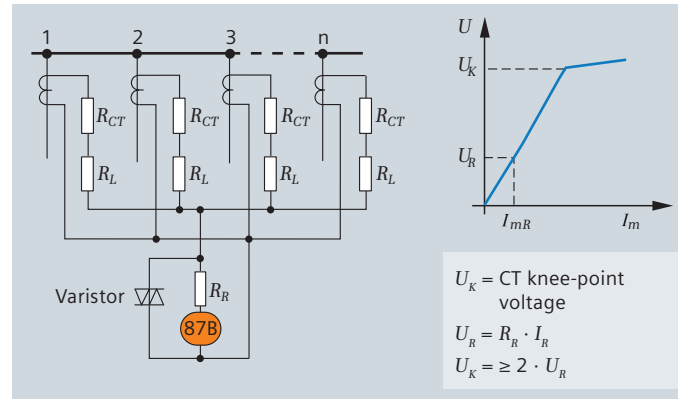 1 2 3 n
R_CT R_CT R_CT R_CT
R_L R_L R_L R_L
Varistor
R_R
87B
U
U_K
U_R
I_mR
I_m
U_K = CT knee-point
voltage
U_R = R_R · I_R
U_K = ≥ 2 · U_R